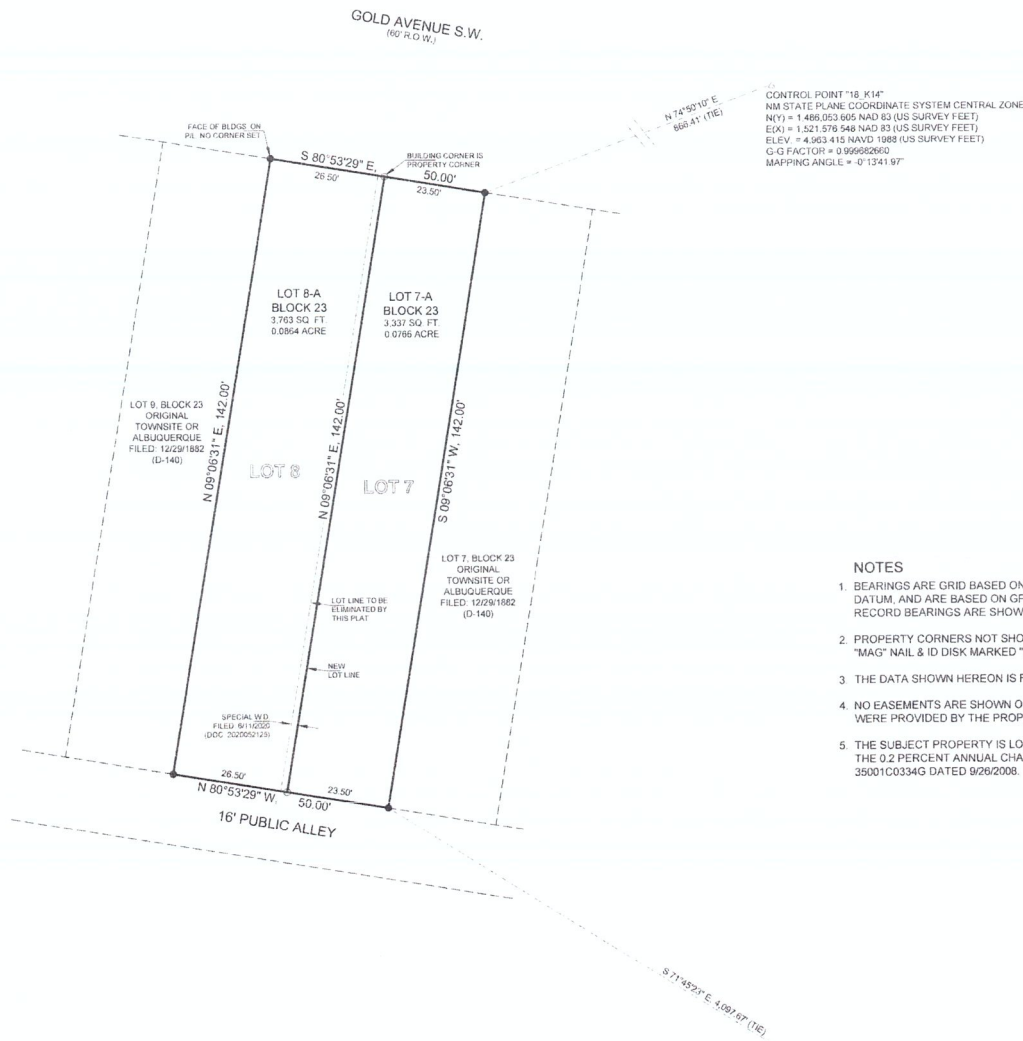 GOLD AVENUE S.W.
(60' R.O.W.)
N 74°50'10" E
866.41' (TIE)
CONTROL POINT "18_K14"
NM STATE PLANE COORDINATE SYSTEM CENTRAL ZONE
N(Y) = 1,486,053.605 NAD 83 (US SURVEY FEET)
E(X) = 1,521,576.548 NAD 83 (US SURVEY FEET)
ELEV. = 4,963.415 NAVD 1988 (US SURVEY FEET)
G-G FACTOR = 0.999682660
MAPPING ANGLE = -0°13'41.97"
FACE OF BLDGS. ON
P/L. NO CORNER SET
S 80°53'29" E,
50.00'
26.50'
23.50'
BUILDING CORNER IS
PROPERTY CORNER
LOT 8-A
BLOCK 23
3,763 SQ. FT.
0.0864 ACRE
LOT 7-A
BLOCK 23
3,337 SQ. FT.
0.0766 ACRE
LOT 9, BLOCK 23
ORIGINAL
TOWNSITE OR
ALBUQUERQUE
FILED: 12/29/1882
(D-140)
N 09°06'31" E, 142.00'
LOT 8
N 09°06'31" E, 142.00'
LOT 7
S 09°06'31" W, 142.00'
LOT 7, BLOCK 23
ORIGINAL
TOWNSITE OR
ALBUQUERQUE
FILED: 12/29/1882
(D-140)
LOT LINE TO BE
ELIMINATED BY
THIS PLAT
NEW
LOT LINE
SPECIAL W.D.
FILED: 6/11/2020
(DOC. 2020052125)
26.50'
23.50'
N 80°53'29" W,
50.00'
16' PUBLIC ALLEY
S 71°45'23" E, 4,097.67' (TIE)
NOTES
1. BEARINGS ARE GRID BASED ON
DATUM, AND ARE BASED ON
RECORD BEARINGS ARE
2. PROPERTY CORNERS NOT
"MAG" NAIL & ID DISK MARKED "
3. THE DATA SHOWN HEREON IS
4. NO EASEMENTS ARE SHOWN
WERE PROVIDED BY THE
5. THE SUBJECT PROPERTY IS
THE 0.2 PERCENT ANNUAL
35001C0334G DATED 9/26/2008.